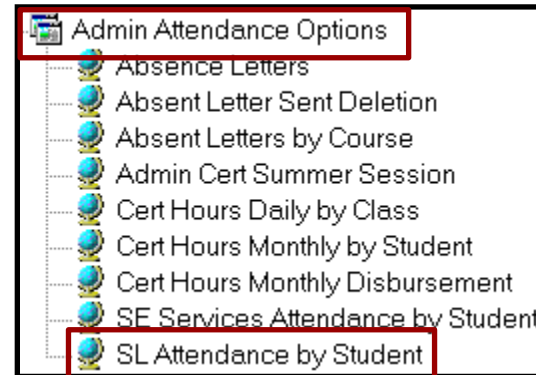 Admin Attendance Options
Absence Letters
Absent Letter Sent Deletion
Absent Letters by Course
Admin Cert Summer Session
Cert Hours Daily by Class
Cert Hours Monthly by Student
Cert Hours Monthly Disbursement
SE Services Attendance by Student
SL Attendance by Student